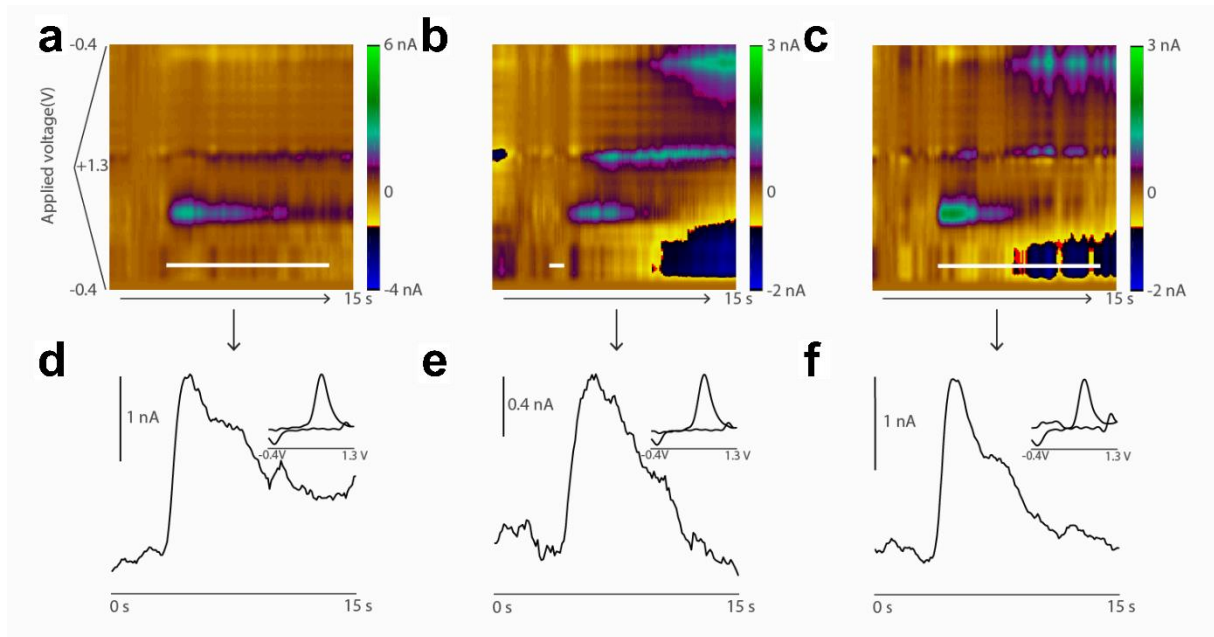 a
b
c
-0.4
+1.3
-0.4
Applied voltage(V)
6 nA
0
-4 nA
15 s
3 nA
0
-2 nA
15 s
3 nA
0
-2 nA
15 s
d
e
f
1 nA
-0.4V
1.3 V
0 s
15 s
0.4 nA
-0.4V
1.3 V
0 s
15 s
1 nA
-0.4V
1.3 V
0 s
15 s